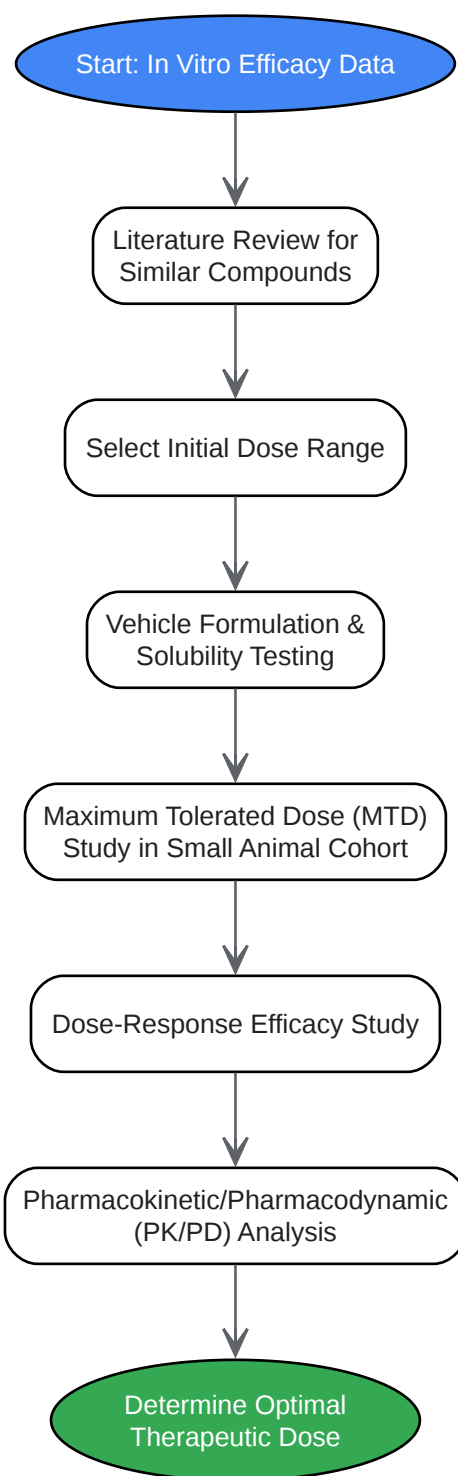 Start: In Vitro Efficacy Data
Literature Review for
Similar Compounds
Select Initial Dose Range
Vehicle Formulation &
Solubility Testing
Maximum Tolerated Dose (MTD)
Study in Small Animal Cohort
Dose-Response Efficacy Study
Pharmacokinetic/Pharmacodynamic
(PK/PD) Analysis
Determine Optimal
Therapeutic Dose